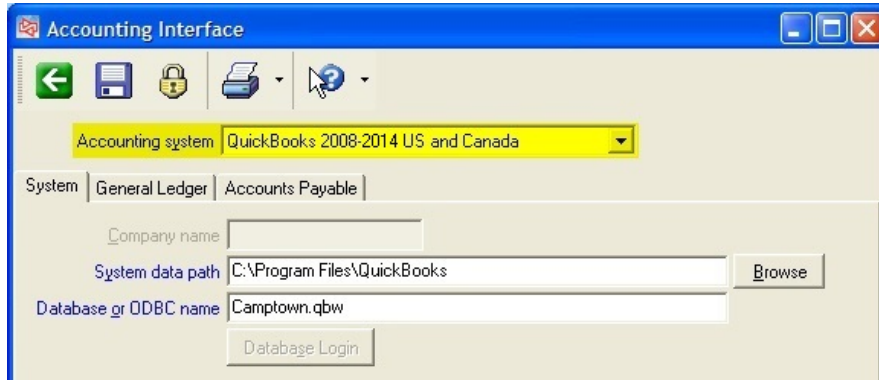 Accounting Interface
Accounting system QuickBooks 2008-2014 US and Canada
System General Ledger Accounts Payable
Company name
System data path C:\Program Files\QuickBooks Browse
Database or ODBC name Camptown.qbw
Database Login